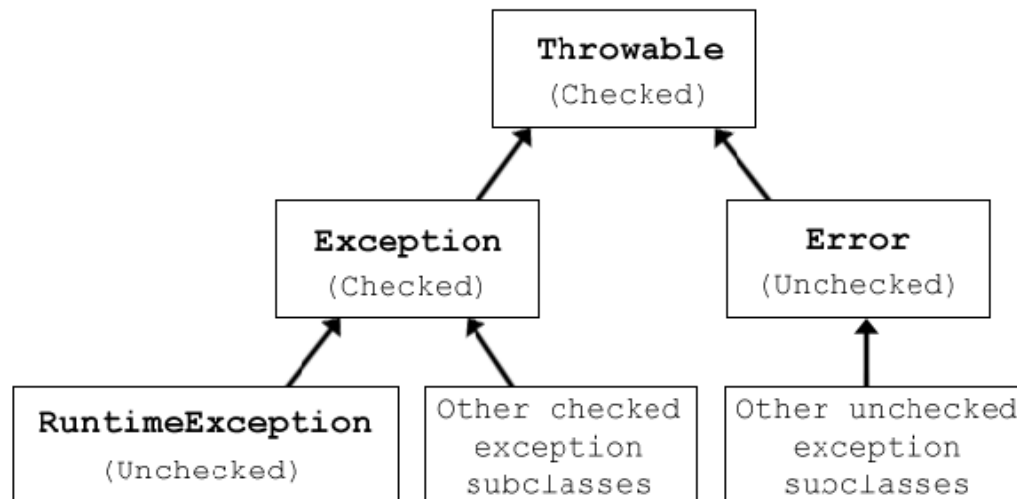 Throwable
(Checked)
Exception
(Checked)
Error
(Unchecked)
RuntimeException
(Unchecked)
Other checked
exception
subclasses
Other unchecked
exception
subclasses